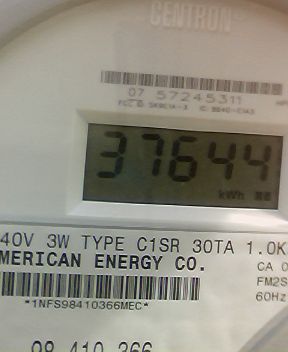 CENTRON
07 57245311
37644
kWh
40V 3W TYPE C1SR 30TA 1.0K
MERICAN ENERGY CO.
CA 0
FM2S
60Hz
*1NFS98410366MEC*
98 410 366